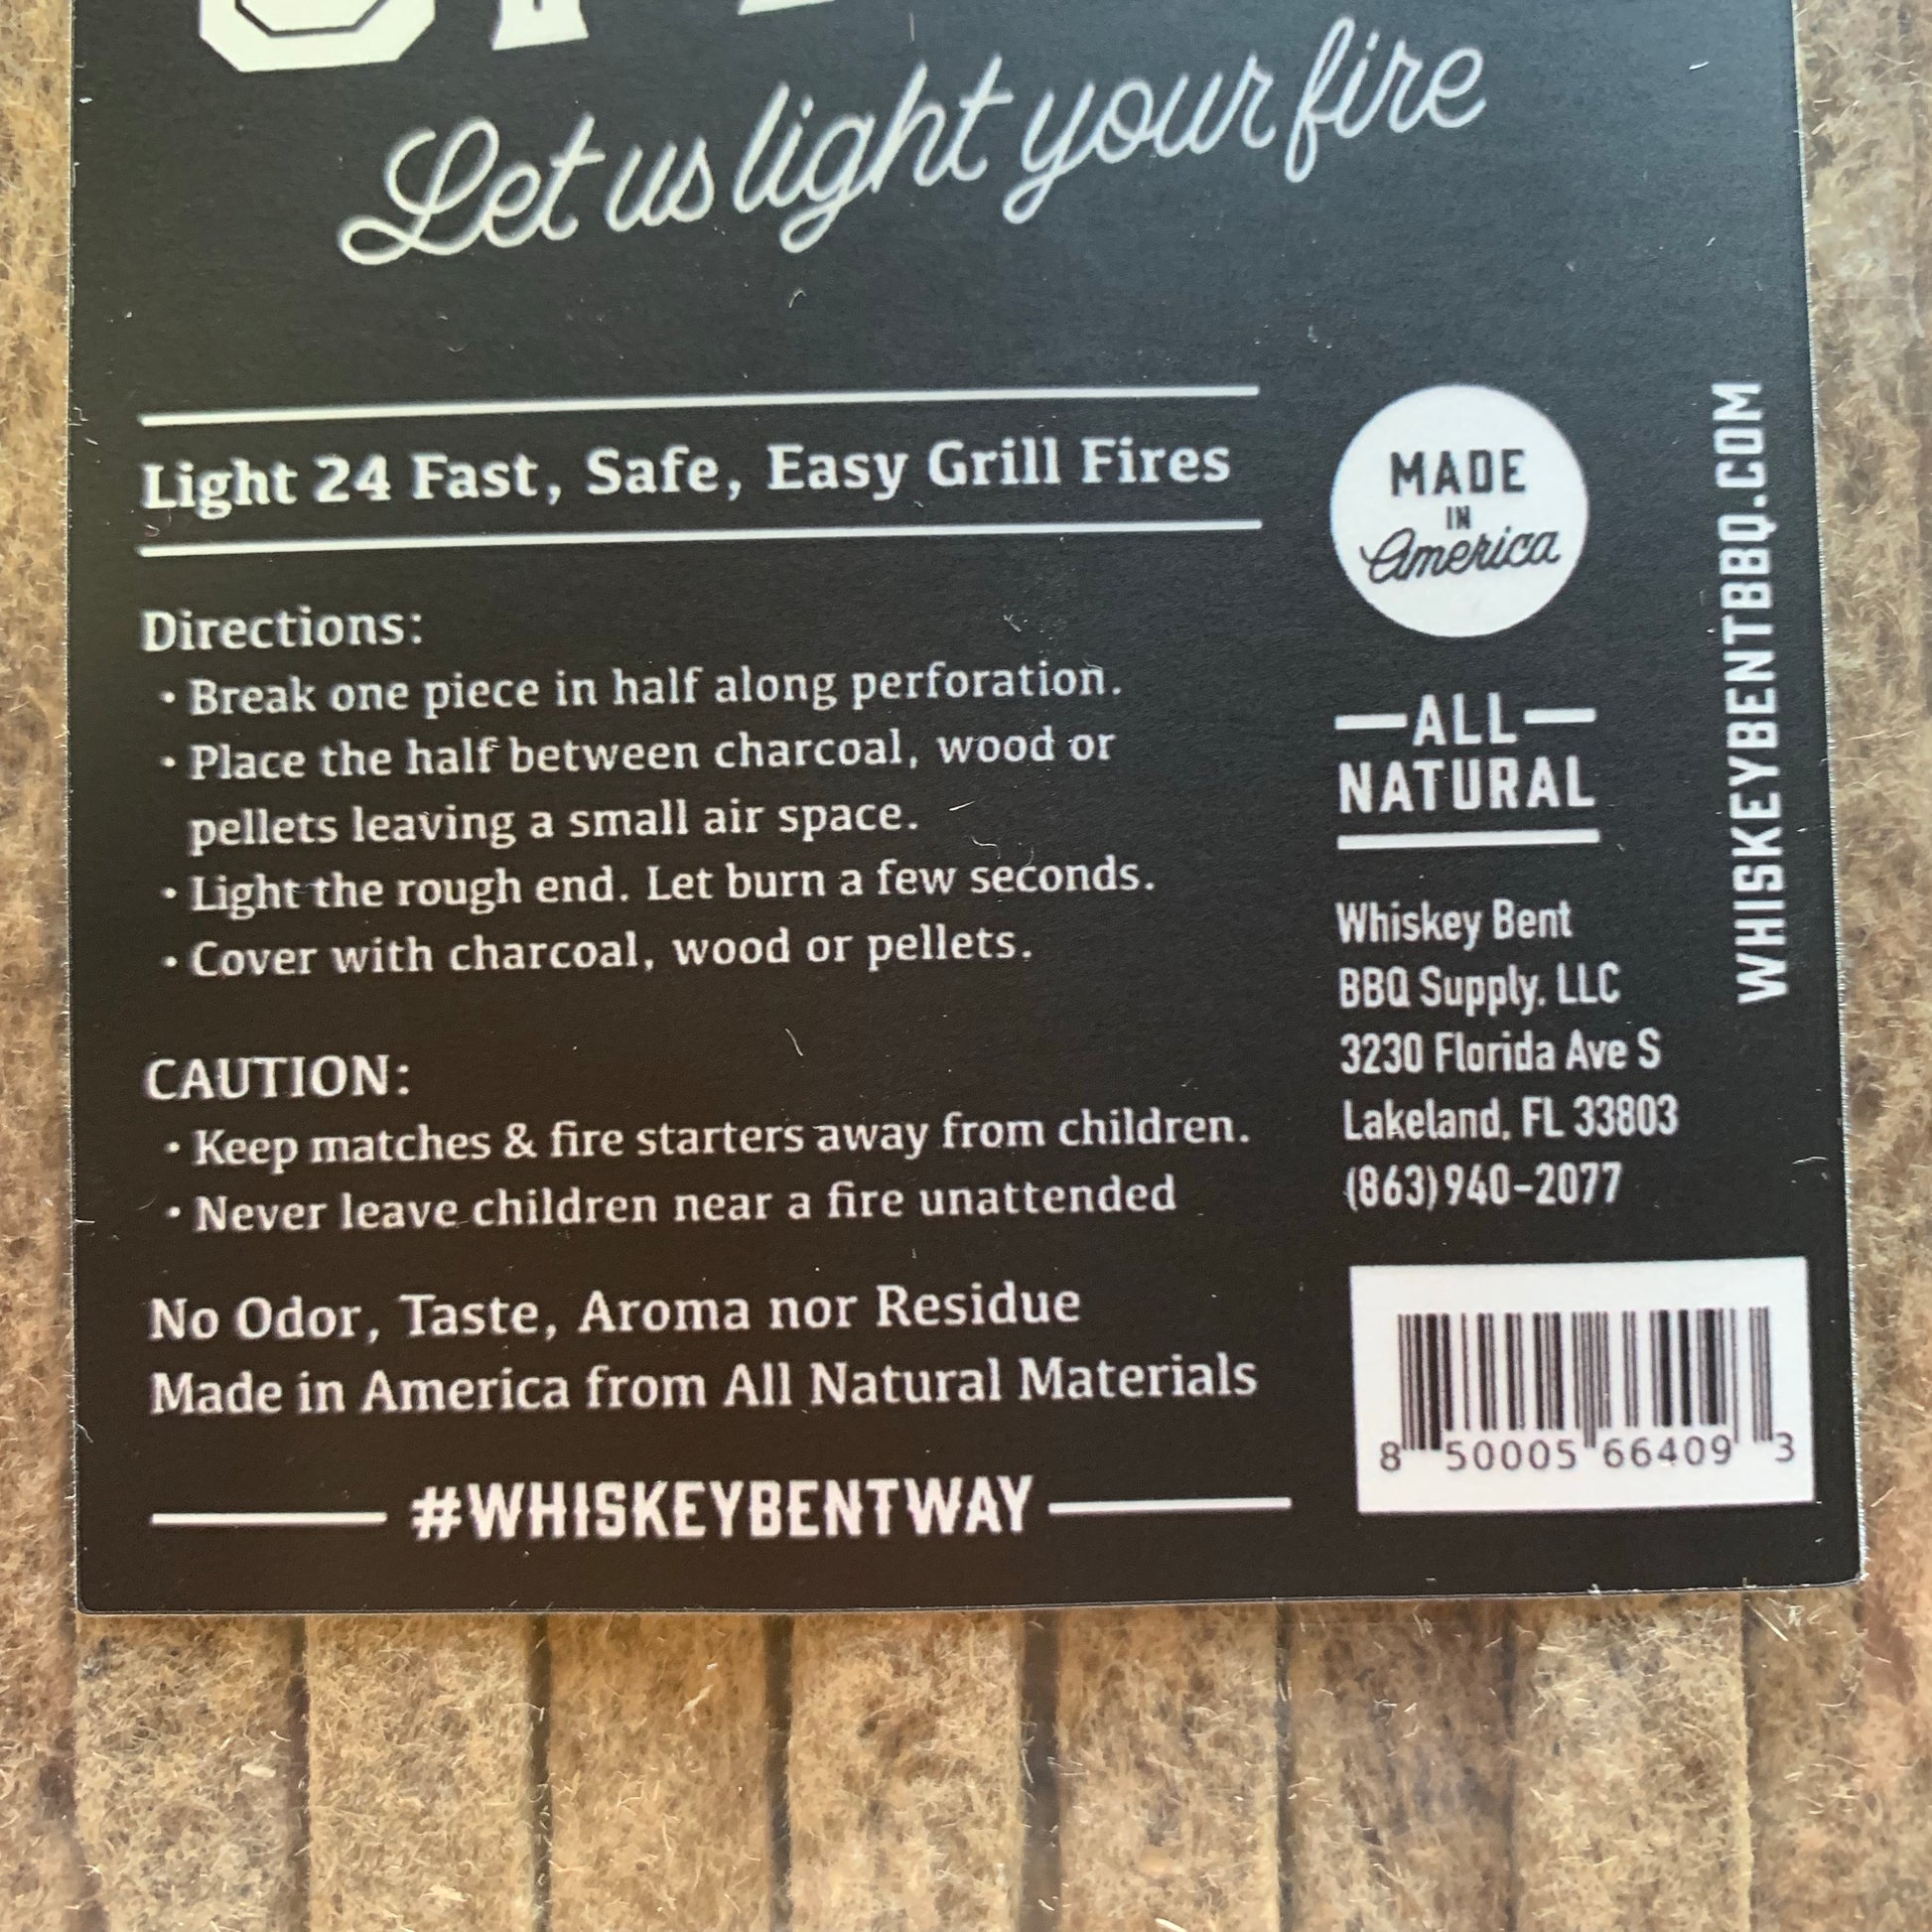 Let us light your fire
Light 24 Fast, Safe, Easy Grill Fires
Directions:
• Break one piece in half along perforation.
• Place the half between charcoal, wood or
pellets leaving a small air space.
• Light the rough end. Let burn a few seconds.
• Cover with charcoal, wood or pellets.
CAUTION:
• Keep matches & fire starters away from children.
• Never leave children near a fire unattended
No Odor, Taste, Aroma nor Residue
Made in America from All Natural Materials
#WHISKEYBENTWAY
MADE
IN
America
ALL
NATURAL
Whiskey Bent
BBQ Supply, LLC
3230 Florida Ave S
Lakeland, FL 33803
(863)940-2077
8 50005 66409 3
WHISKEYBENTBBQ.COM